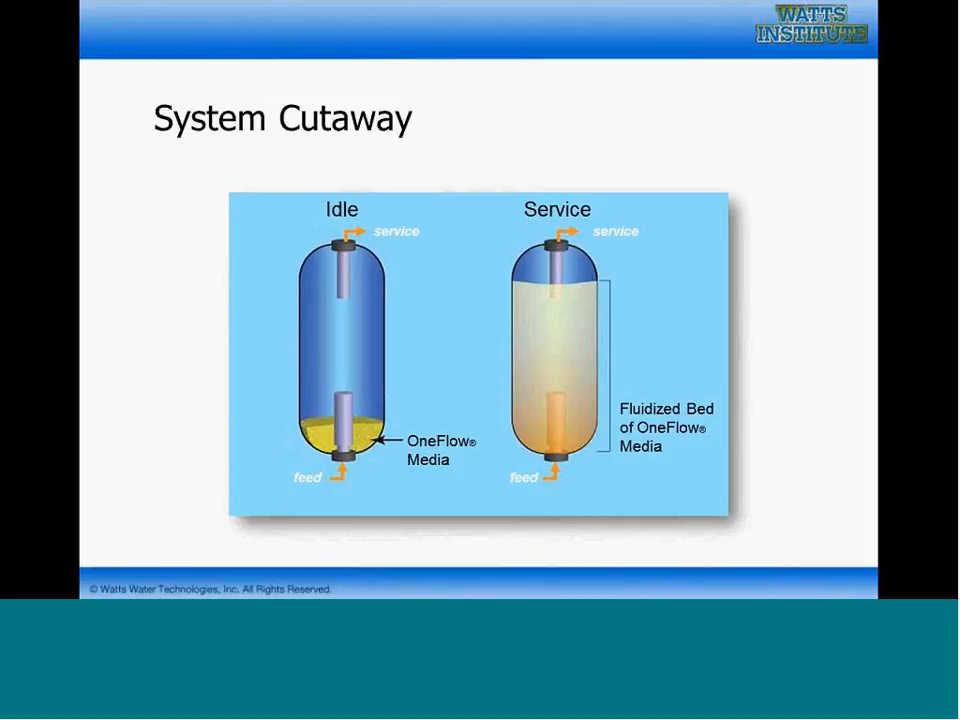 WATTS
INSTITUTE
System Cutaway
Idle
service
OneFlow®
Media
feed
Service
service
Fluidized Bed
of OneFlow®
Media
feed
© Watts Water Technologies, Inc. All Rights Reserved.